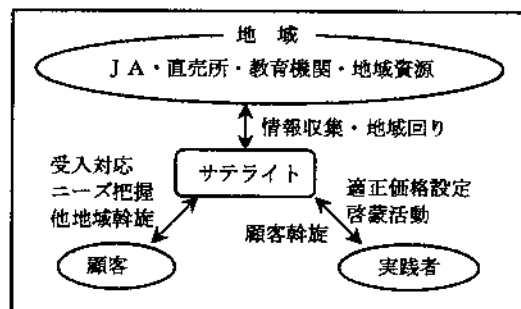 地 域
ＪＡ・直売所・教育機関・地域資源
情報収集・地域回り
サテライト
受入対応
ニーズ把握
他地域斡旋
適正価格設定
啓蒙活動
顧客斡旋
顧客
実践者